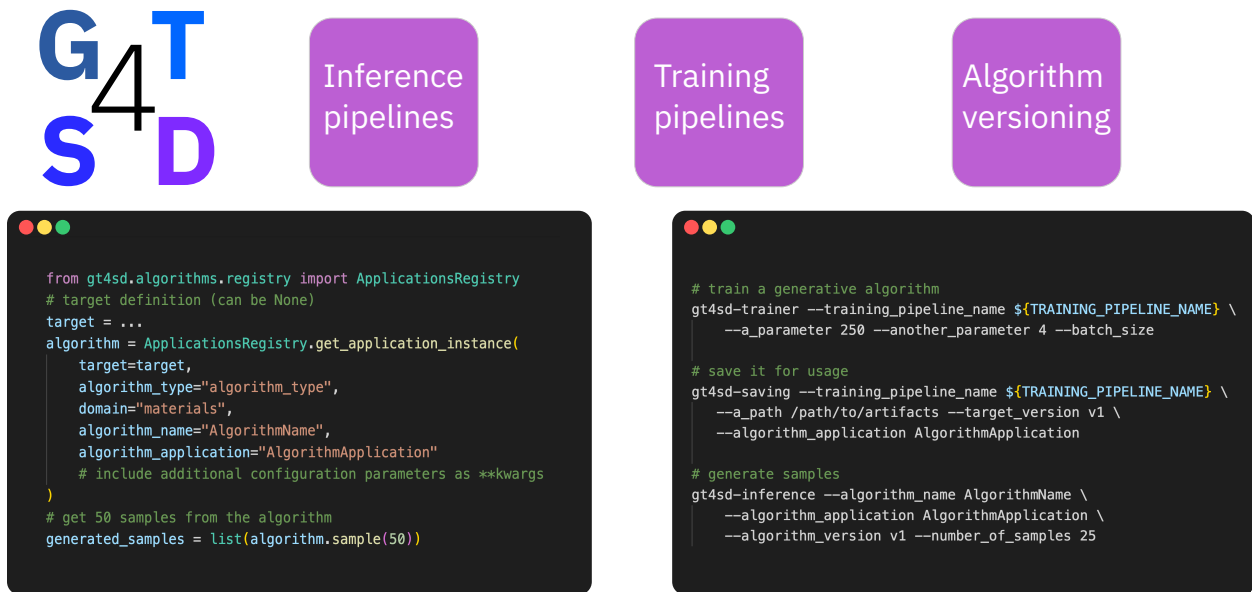 G T
4
S D
Inference
pipelines
Training
pipelines
Algorithm
versioning
from gt4sd.algorithms.registry import ApplicationsRegistry
# target definition (can be None)
target = ...
algorithm = ApplicationsRegistry.get_application_instance(
    target=target,
    algorithm_type="algorithm_type",
    domain="materials",
    algorithm_name="AlgorithmName",
    algorithm_application="AlgorithmApplication"
    # include additional configuration parameters as **kwargs
)
# get 50 samples from the algorithm
generated_samples = list(algorithm.sample(50))
# train a generative algorithm
gt4sd-trainer --training_pipeline_name ${TRAINING_PIPELINE_NAME} \
    --a_parameter 250 --another_parameter 4 --batch_size
# save it for usage
gt4sd-saving --training_pipeline_name ${TRAINING_PIPELINE_NAME} \
   --a_path /path/to/artifacts --target_version v1 \
   --algorithm_application AlgorithmApplication
# generate samples
gt4sd-inference --algorithm_name AlgorithmName \
    --algorithm_application AlgorithmApplication \
    --algorithm_version v1 --number_of_samples 25